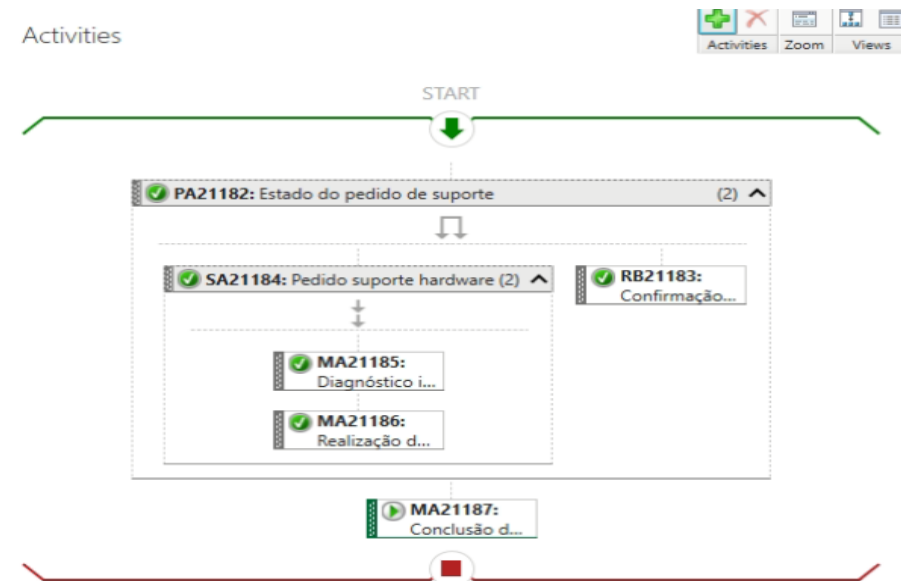 Activities
Activities Zoom Views
START
PA21182: Estado do pedido de suporte (2)
SA21184: Pedido suporte hardware (2)
RB21183:
Confirmação...
MA21185:
Diagnóstico i...
MA21186:
Realização d...
MA21187:
Conclusão d...